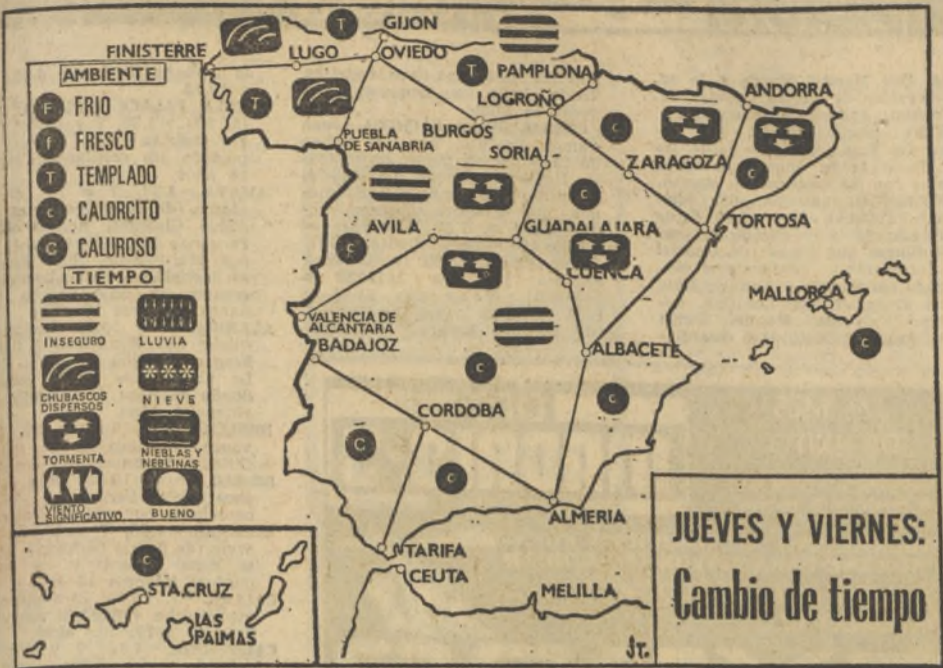 AMBIENTE
F FRIO
f FRESCO
T TEMPLADO
c CALORCITO
C CALUROSO
TIEMPO
INSEGURO
LLUVIA
CHUBASCOS
DISPERSOS
NIEVE
TORMENTA
NIEBLAS Y
NEBLINAS
VIENTO
SIGNIFICATIVO
BUENO
T
GIJON
FINISTERRE
LUGO
OVIEDO
T
PAMPLONA
T
LOGROÑO
ANDORRA
BURGOS
c
PUEBLA
DE SANABRIA
SORIA
ZARAGOZA
c
c
AVILA
GUADALAJARA
TORTOSA
CUENCA
MALLORCA
VALENCIA DE
ALCANTARA
BADAJOZ
ALBACETE
c
c
c
CORDOBA
c
ALMERIA
TARIFA
CEUTA
MELILLA
c
STA. CRUZ
LAS
PALMAS
JUEVES Y VIERNES:
Cambio de tiempo